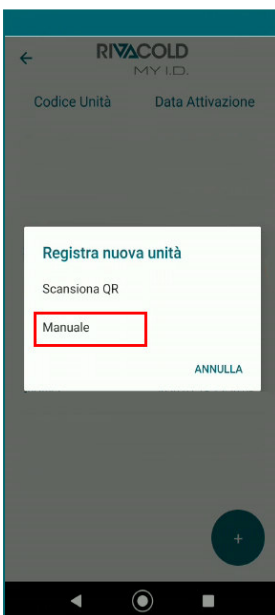 RIVACOLD
MY I.D.
Codice Unità Data Attivazione
Registra nuova unità
Scansiona QR
Manuale
ANNULLA
+